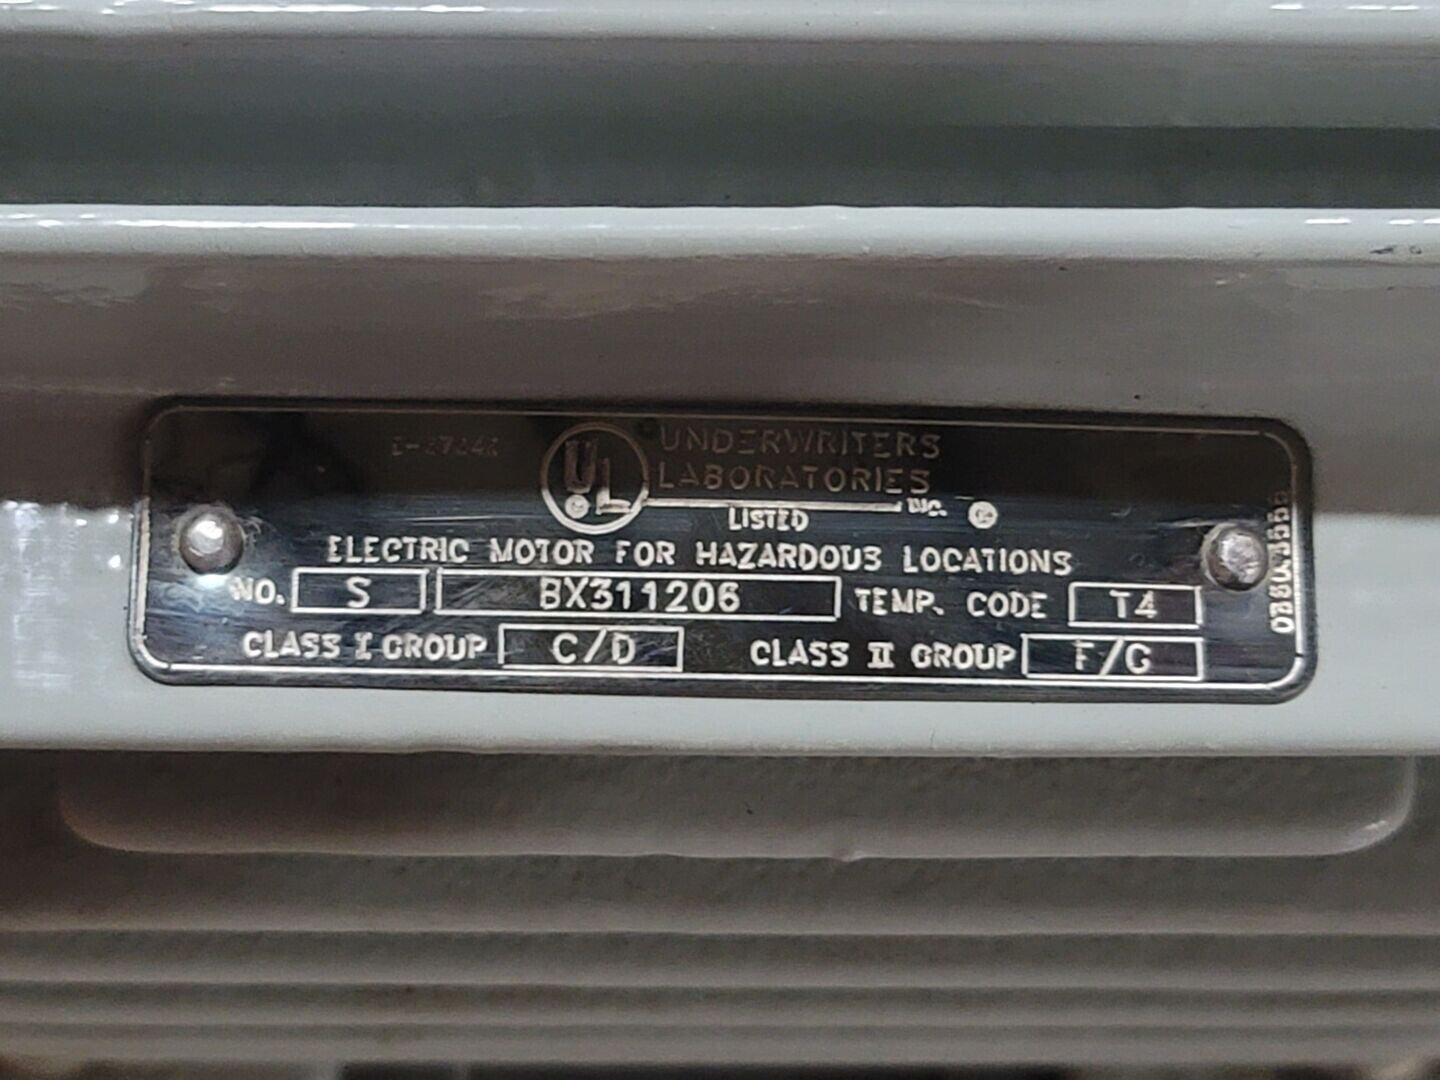 UL
UNDERWRITERS
LABORATORIES
INC. ®
LISTED
ELECTRIC MOTOR FOR HAZARDOUS LOCATIONS
NO. S BX311206 TEMP. CODE T4
CLASS I GROUP C/D CLASS II GROUP F/G